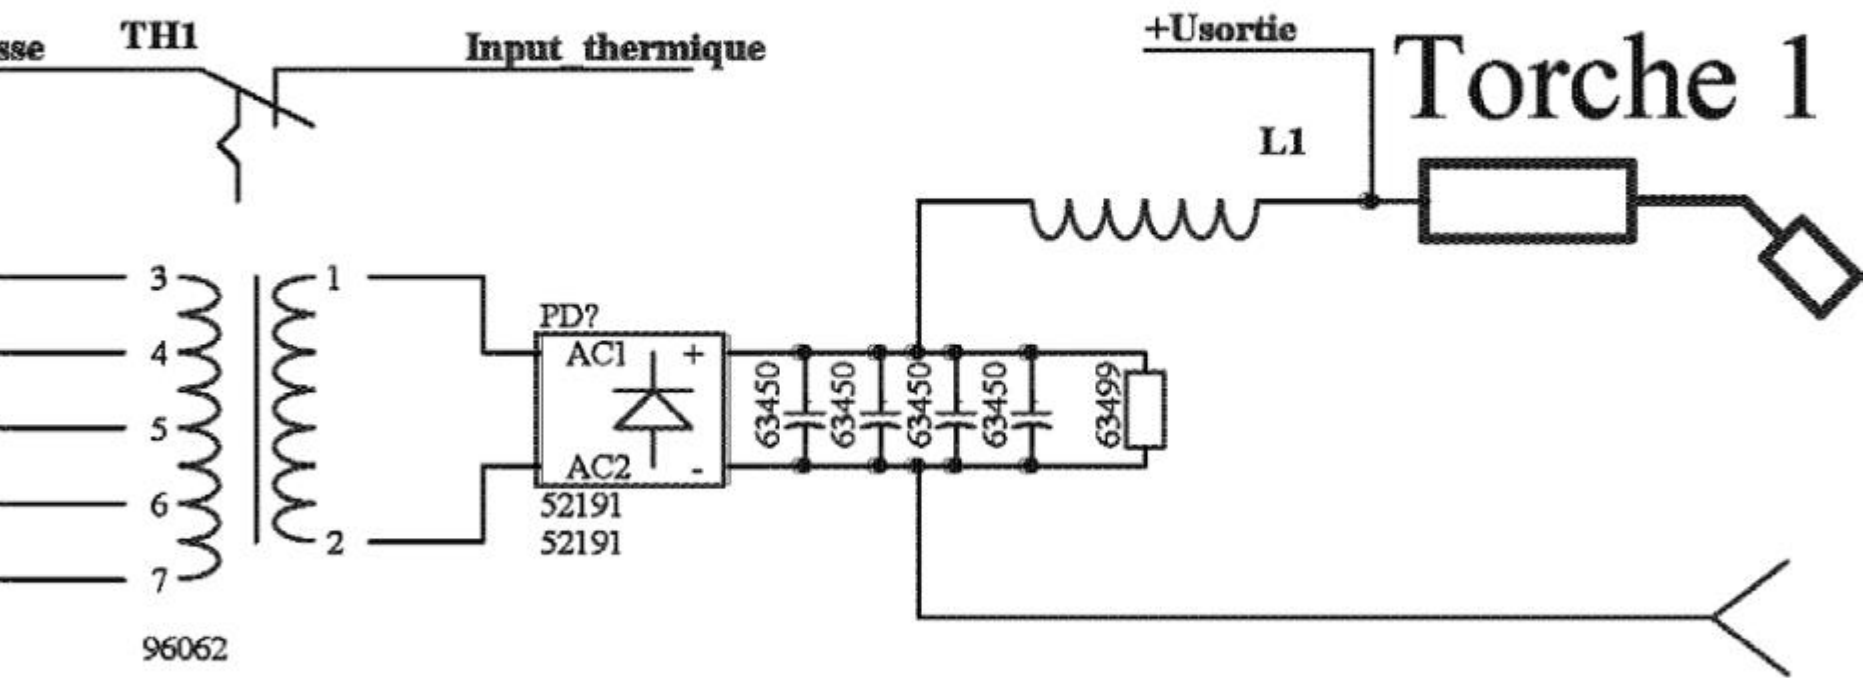 sse
TH1
Input_thermique
+Usortie
Torche 1
L1
3
1
4
5
6
2
7
PD?
AC1
+
AC2
-
52191
52191
63450
63450
63450
63450
63499
96062